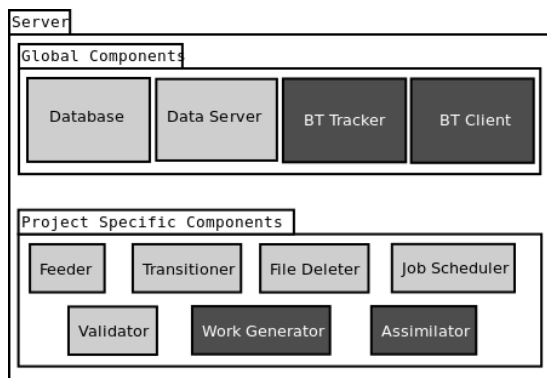 Server
Global Components
Database
Data Server
BT Tracker
BT Client
Project Specific Components
Feeder
Transitioner
File Deleter
Job Scheduler
Validator
Work Generator
Assimilator